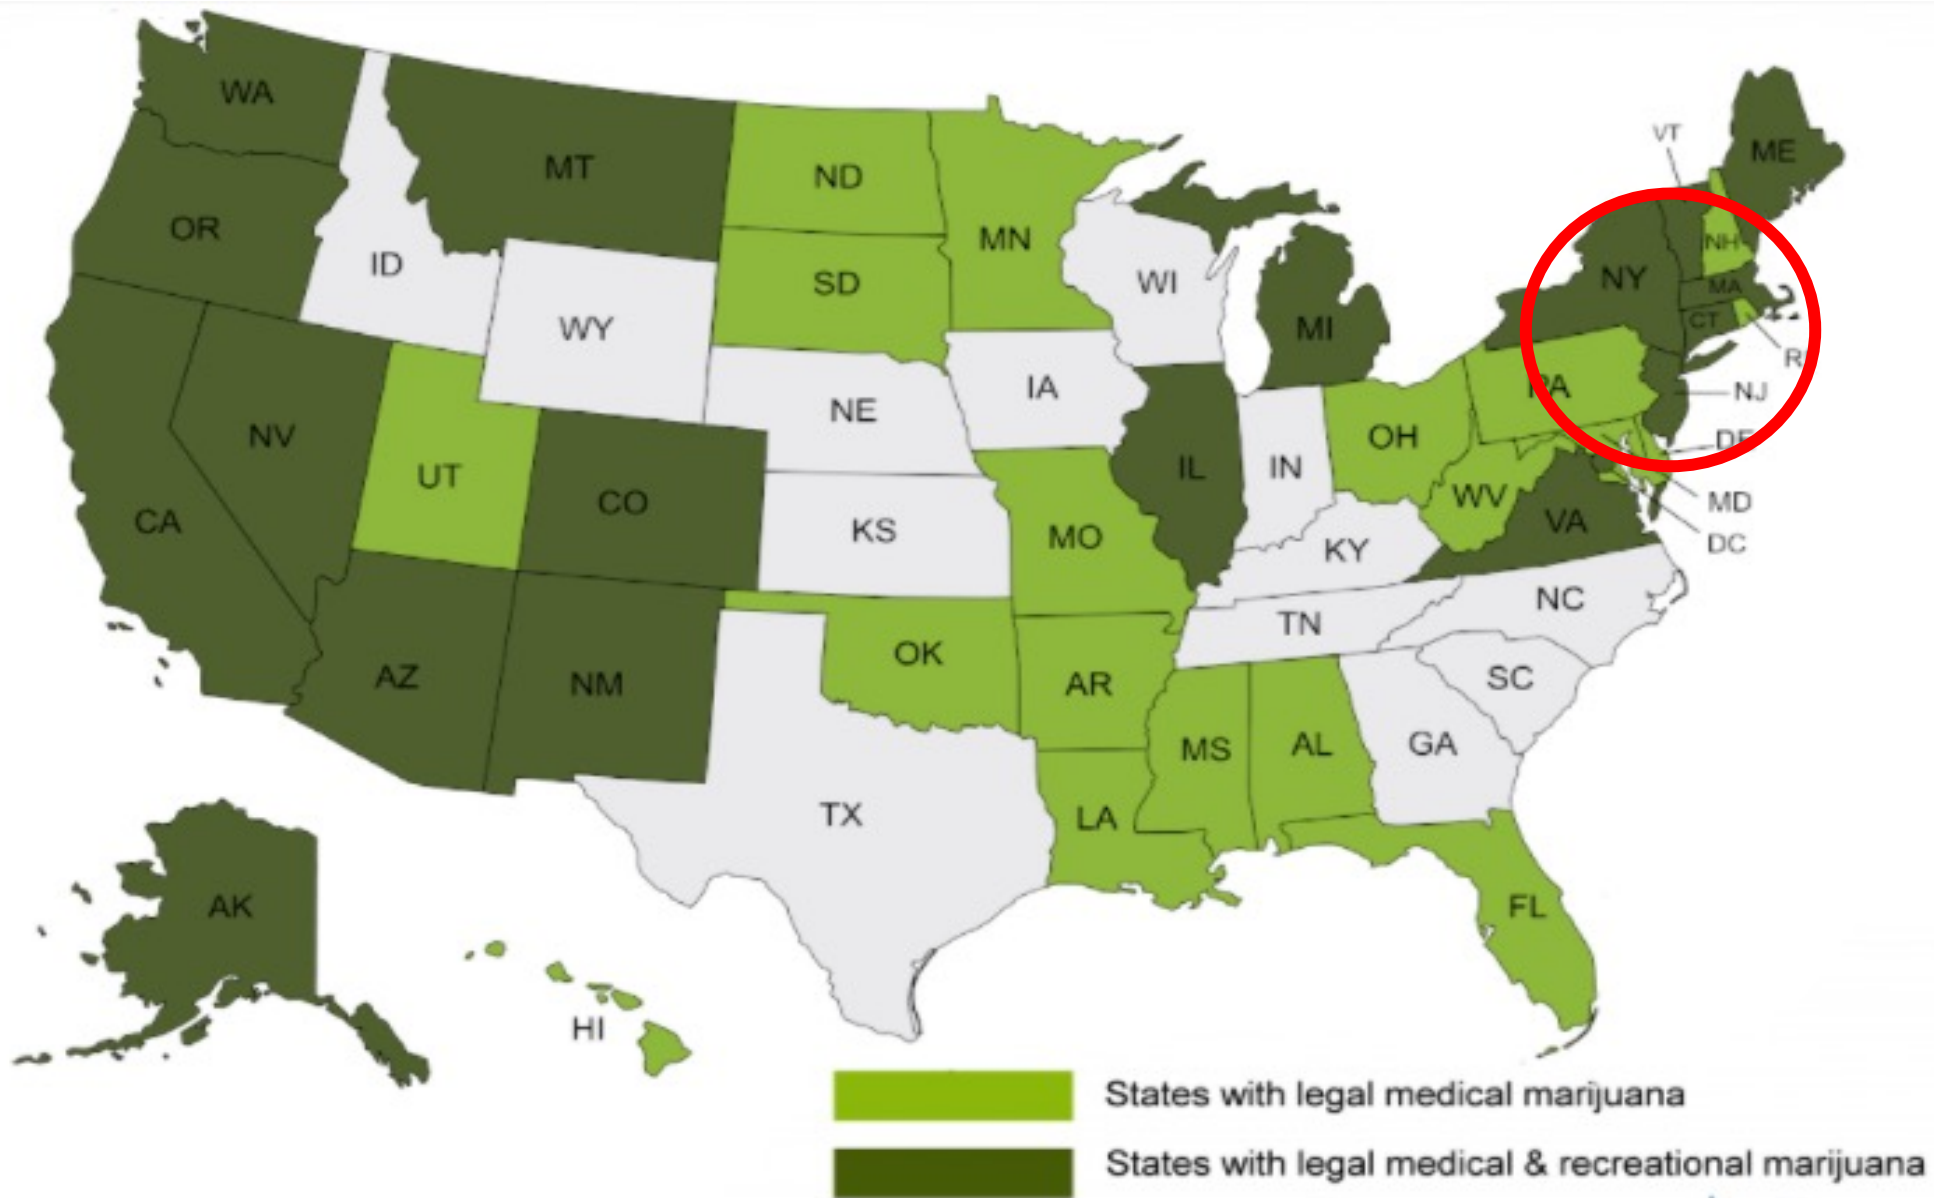 WA
MT
ND
MN
VT
ME
OR
ID
SD
WI
NY
NH
MA
WY
MI
CT
R
IA
PA
NJ
NE
NV
OH
DE
UT
IL
IN
WV
MD
CO
CA
KS
MO
VA
DC
KY
NC
TN
OK
AZ
NM
AR
SC
MS
AL
GA
TX
LA
AK
FL
HI
States with legal medical marijuana
States with legal medical & recreational marijuana